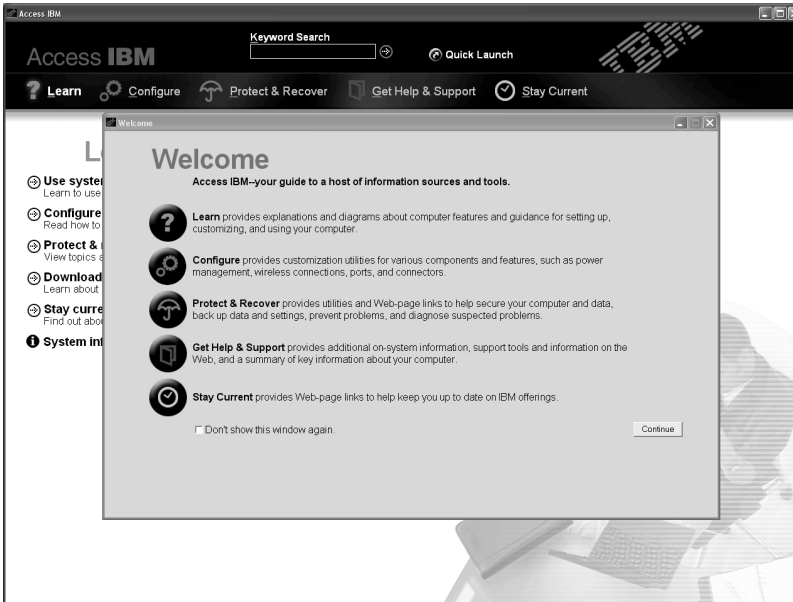 Access IBM
Keyword Search
Access IBM
Quick Launch
IBM
Learn
Configure
Protect & Recover
Get Help & Support
Stay Current
Welcome
L
Use syste
Learn to use
Configure
Read how to
Protect &
View topics a
Download
Learn about
Stay curre
Find out abou
System inf
Welcome
Access IBM--your guide to a host of information sources and tools.
Learn provides explanations and diagrams about computer features and guidance for setting up,
customizing, and using your computer.
Configure provides customization utilities for various components and features, such as power
management, wireless connections, ports, and connectors.
Protect & Recover provides utilities and Web-page links to help secure your computer and data,
back up data and settings, prevent problems, and diagnose suspected problems.
Get Help & Support provides additional on-system information, support tools and information on the
Web, and a summary of key information about your computer.
Stay Current provides Web-page links to help keep you up to date on IBM offerings.
Don't show this window again.
Continue